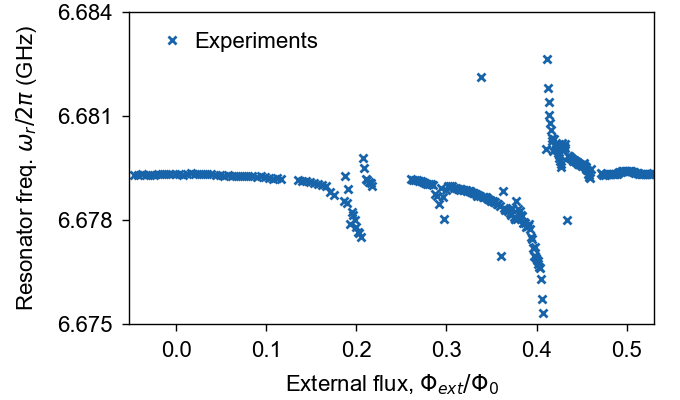 6.684
6.681
6.678
6.675
Resonator freq. ω_r/2π (GHz)
Experiments
0.0 0.1 0.2 0.3 0.4 0.5
External flux, Φ_ext/Φ_0